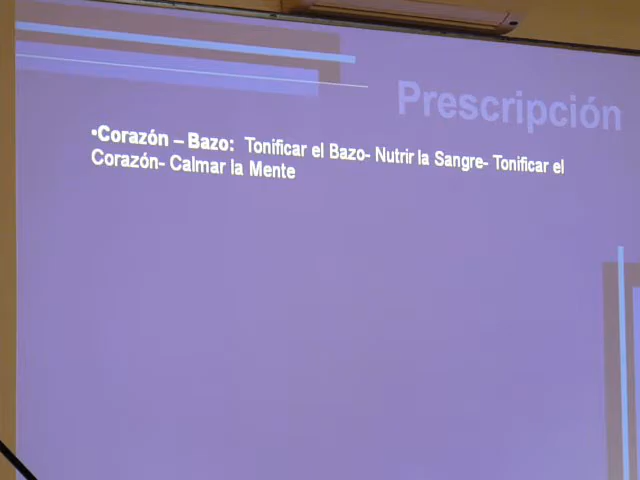 Prescripción
•Corazón – Bazo: Tonificar el Bazo- Nutrir la Sangre- Tonificar el
Corazón- Calmar la Mente